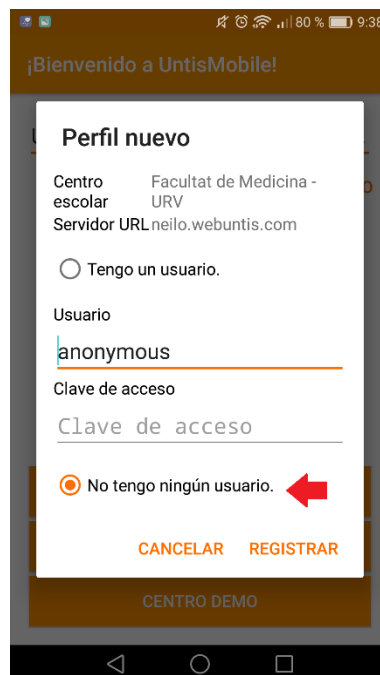 80 % 9:38
¡Bienvenido a UntisMobile!
Perfil nuevo
Centro escolar Facultat de Medicina - URV
Servidor URL neilo.webuntis.com
Tengo un usuario.
Usuario
anonymous
Clave de acceso
Clave de acceso
No tengo ningún usuario.
CANCELAR REGISTRAR
CENTRO DEMO